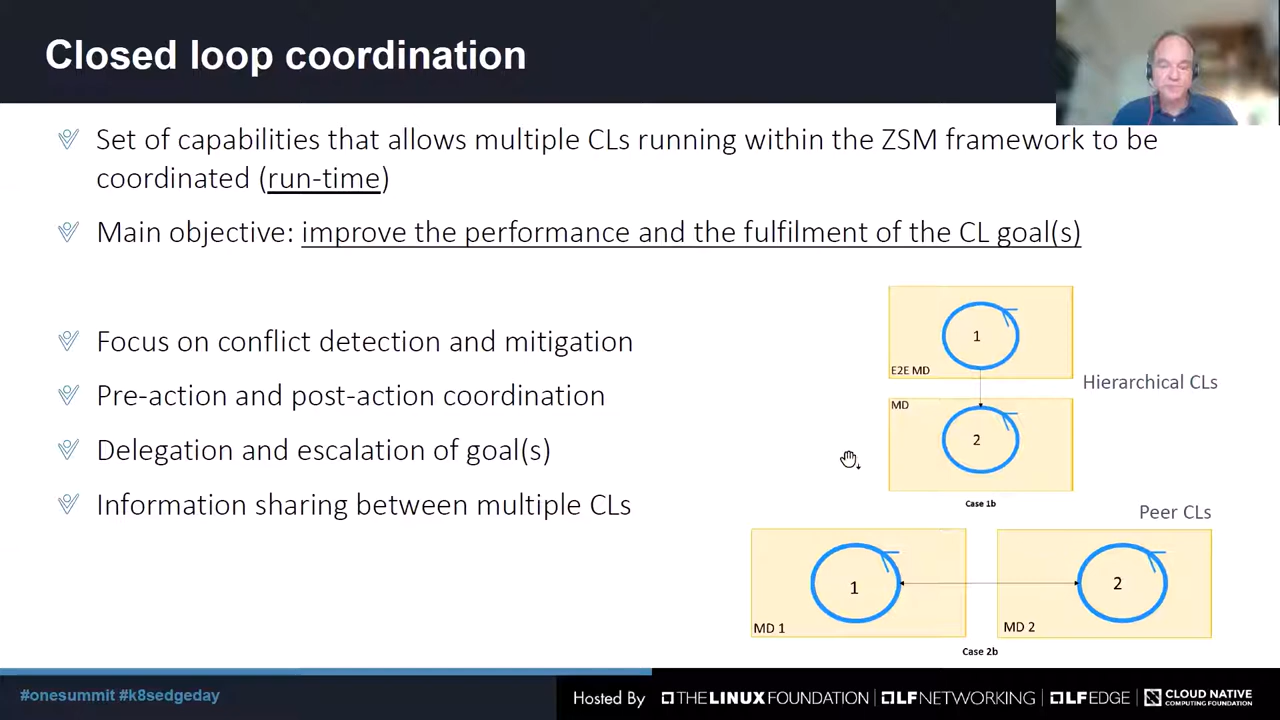 Closed loop coordination
Set of capabilities that allows multiple CLs running within the ZSM framework to be
coordinated (run-time)
Main objective: improve the performance and the fulfilment of the CL goal(s)
Focus on conflict detection and mitigation
Pre-action and post-action coordination
Delegation and escalation of goal(s)
Information sharing between multiple CLs
1
E2E MD
Hierarchical CLs
MD
2
Case 1b
Peer CLs
1
MD 1
2
MD 2
Case 2b
#onesummit #k8sedgeday
Hosted By
THE LINUX FOUNDATION
LF NETWORKING
LF EDGE
CLOUD NATIVE
COMPUTING FOUNDATION